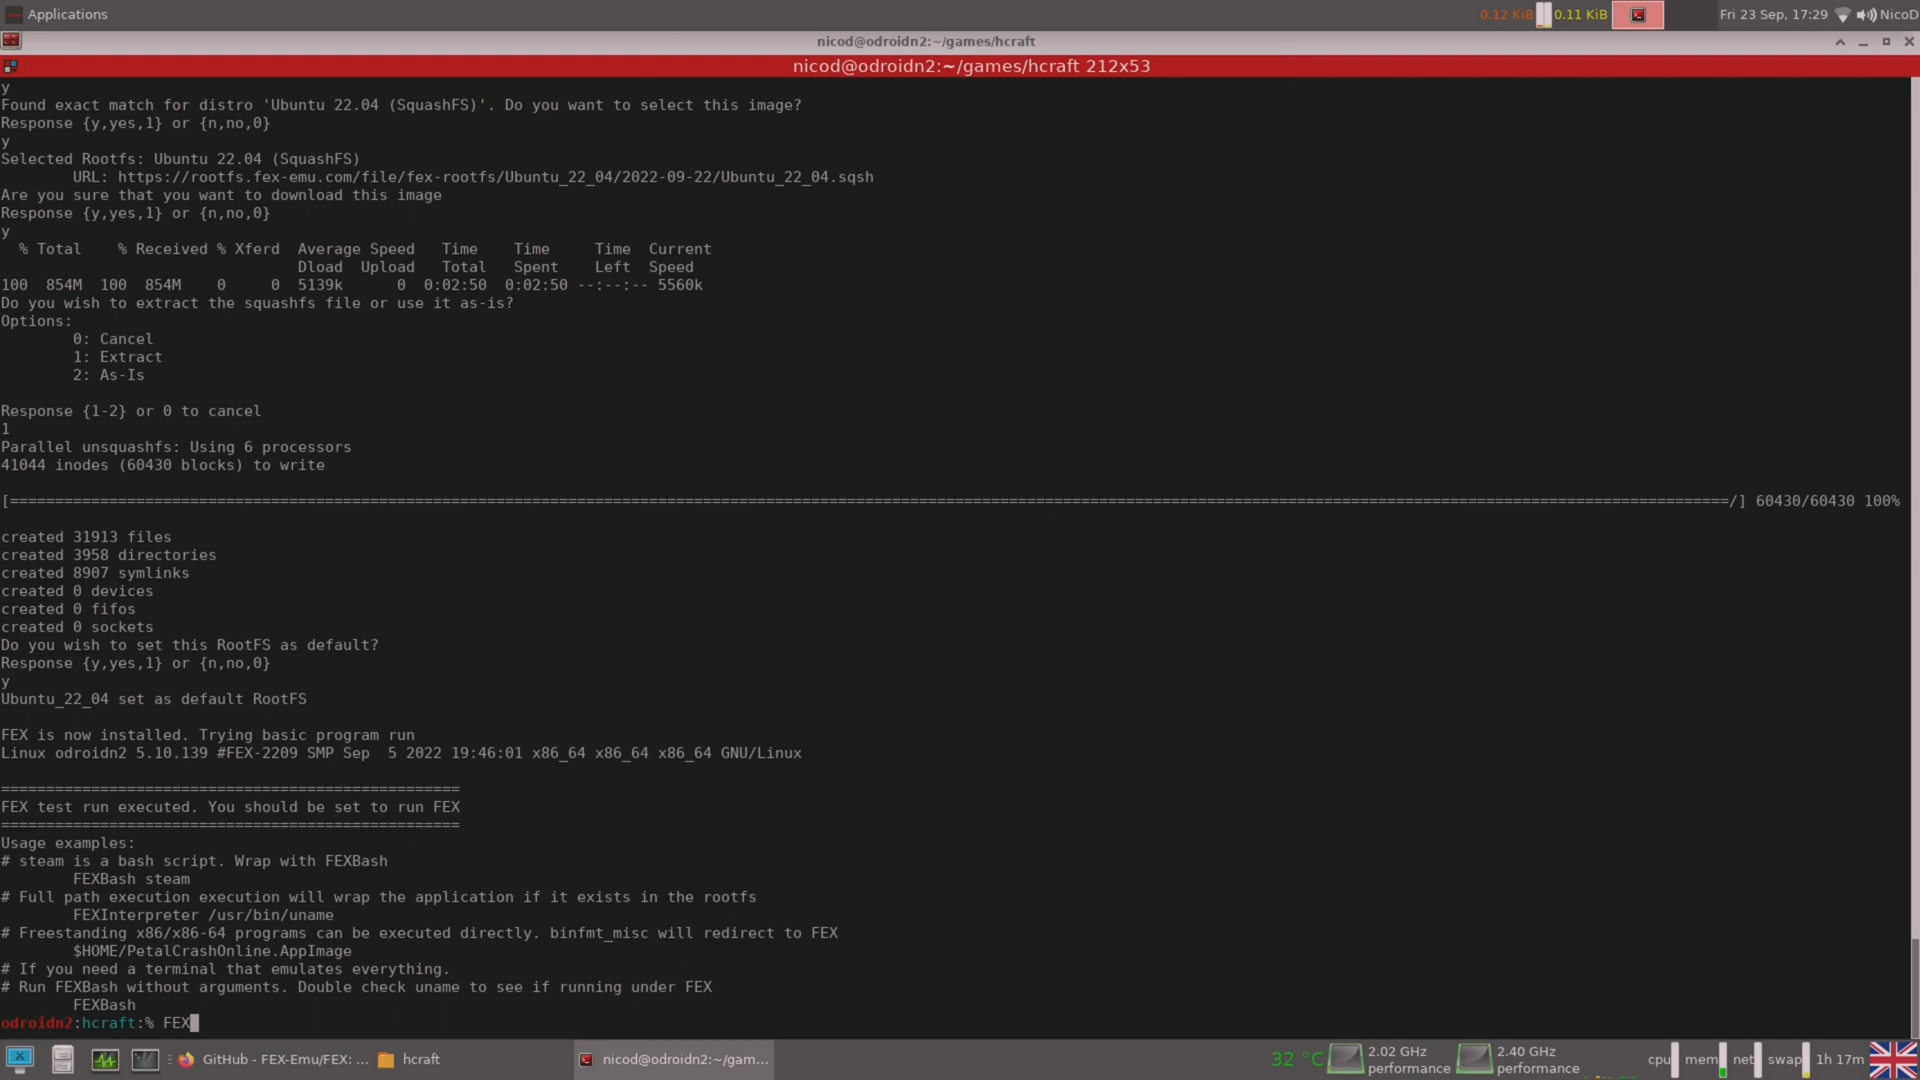 Applications
0.12 KiB 0.11 KiB Fri 23 Sep, 17:29 NicoD
nicod@odroidn2:~/games/hcraft
nicod@odroidn2:~/games/hcraft 212x53
y
Found exact match for distro 'Ubuntu 22.04 (SquashFS)'. Do you want to select this image?
Response {y,yes,1} or {n,no,0}
y
Selected Rootfs: Ubuntu 22.04 (SquashFS)
        URL: https://rootfs.fex-emu.com/file/fex-rootfs/Ubuntu_22_04/2022-09-22/Ubuntu_22_04.sqsh
Are you sure that you want to download this image
Response {y,yes,1} or {n,no,0}
y
  % Total    % Received % Xferd  Average Speed   Time    Time     Time  Current
                                 Dload  Upload   Total   Spent    Left  Speed
100  854M  100  854M    0     0  5139k      0  0:02:50  0:02:50 --:--:-- 5560k
Do you wish to extract the squashfs file or use it as-is?
Options:
        0: Cancel
        1: Extract
        2: As-Is
Response {1-2} or 0 to cancel
1
Parallel unsquashfs: Using 6 processors
41044 inodes (60430 blocks) to write
[===============================================================================================================================================================================================/] 60430/60430 100%
created 31913 files
created 3958 directories
created 8907 symlinks
created 0 devices
created 0 fifos
created 0 sockets
Do you wish to set this RootFS as default?
Response {y,yes,1} or {n,no,0}
y
Ubuntu_22_04 set as default RootFS
FEX is now installed. Trying basic program run
Linux odroidn2 5.10.139 #FEX-2209 SMP Sep  5 2022 19:46:01 x86_64 x86_64 x86_64 GNU/Linux
===================================================
FEX test run executed. You should be set to run FEX
===================================================
Usage examples:
# steam is a bash script. Wrap with FEXBash
        FEXBash steam
# Full path execution execution will wrap the application if it exists in the rootfs
        FEXInterpreter /usr/bin/uname
# Freestanding x86/x86-64 programs can be executed directly. binfmt_misc will redirect to FEX
        $HOME/PetalCrashOnline.AppImage
# If you need a terminal that emulates everything.
# Run FEXBash without arguments. Double check uname to see if running under FEX
        FEXBash
odroidn2:hcraft:% FEX
GitHub - FEX-Emu/FEX: ... hcraft nicod@odroidn2:~/gam... 32 °C 2.02 GHz performance 2.40 GHz performance cpu mem net swap 1h 17m